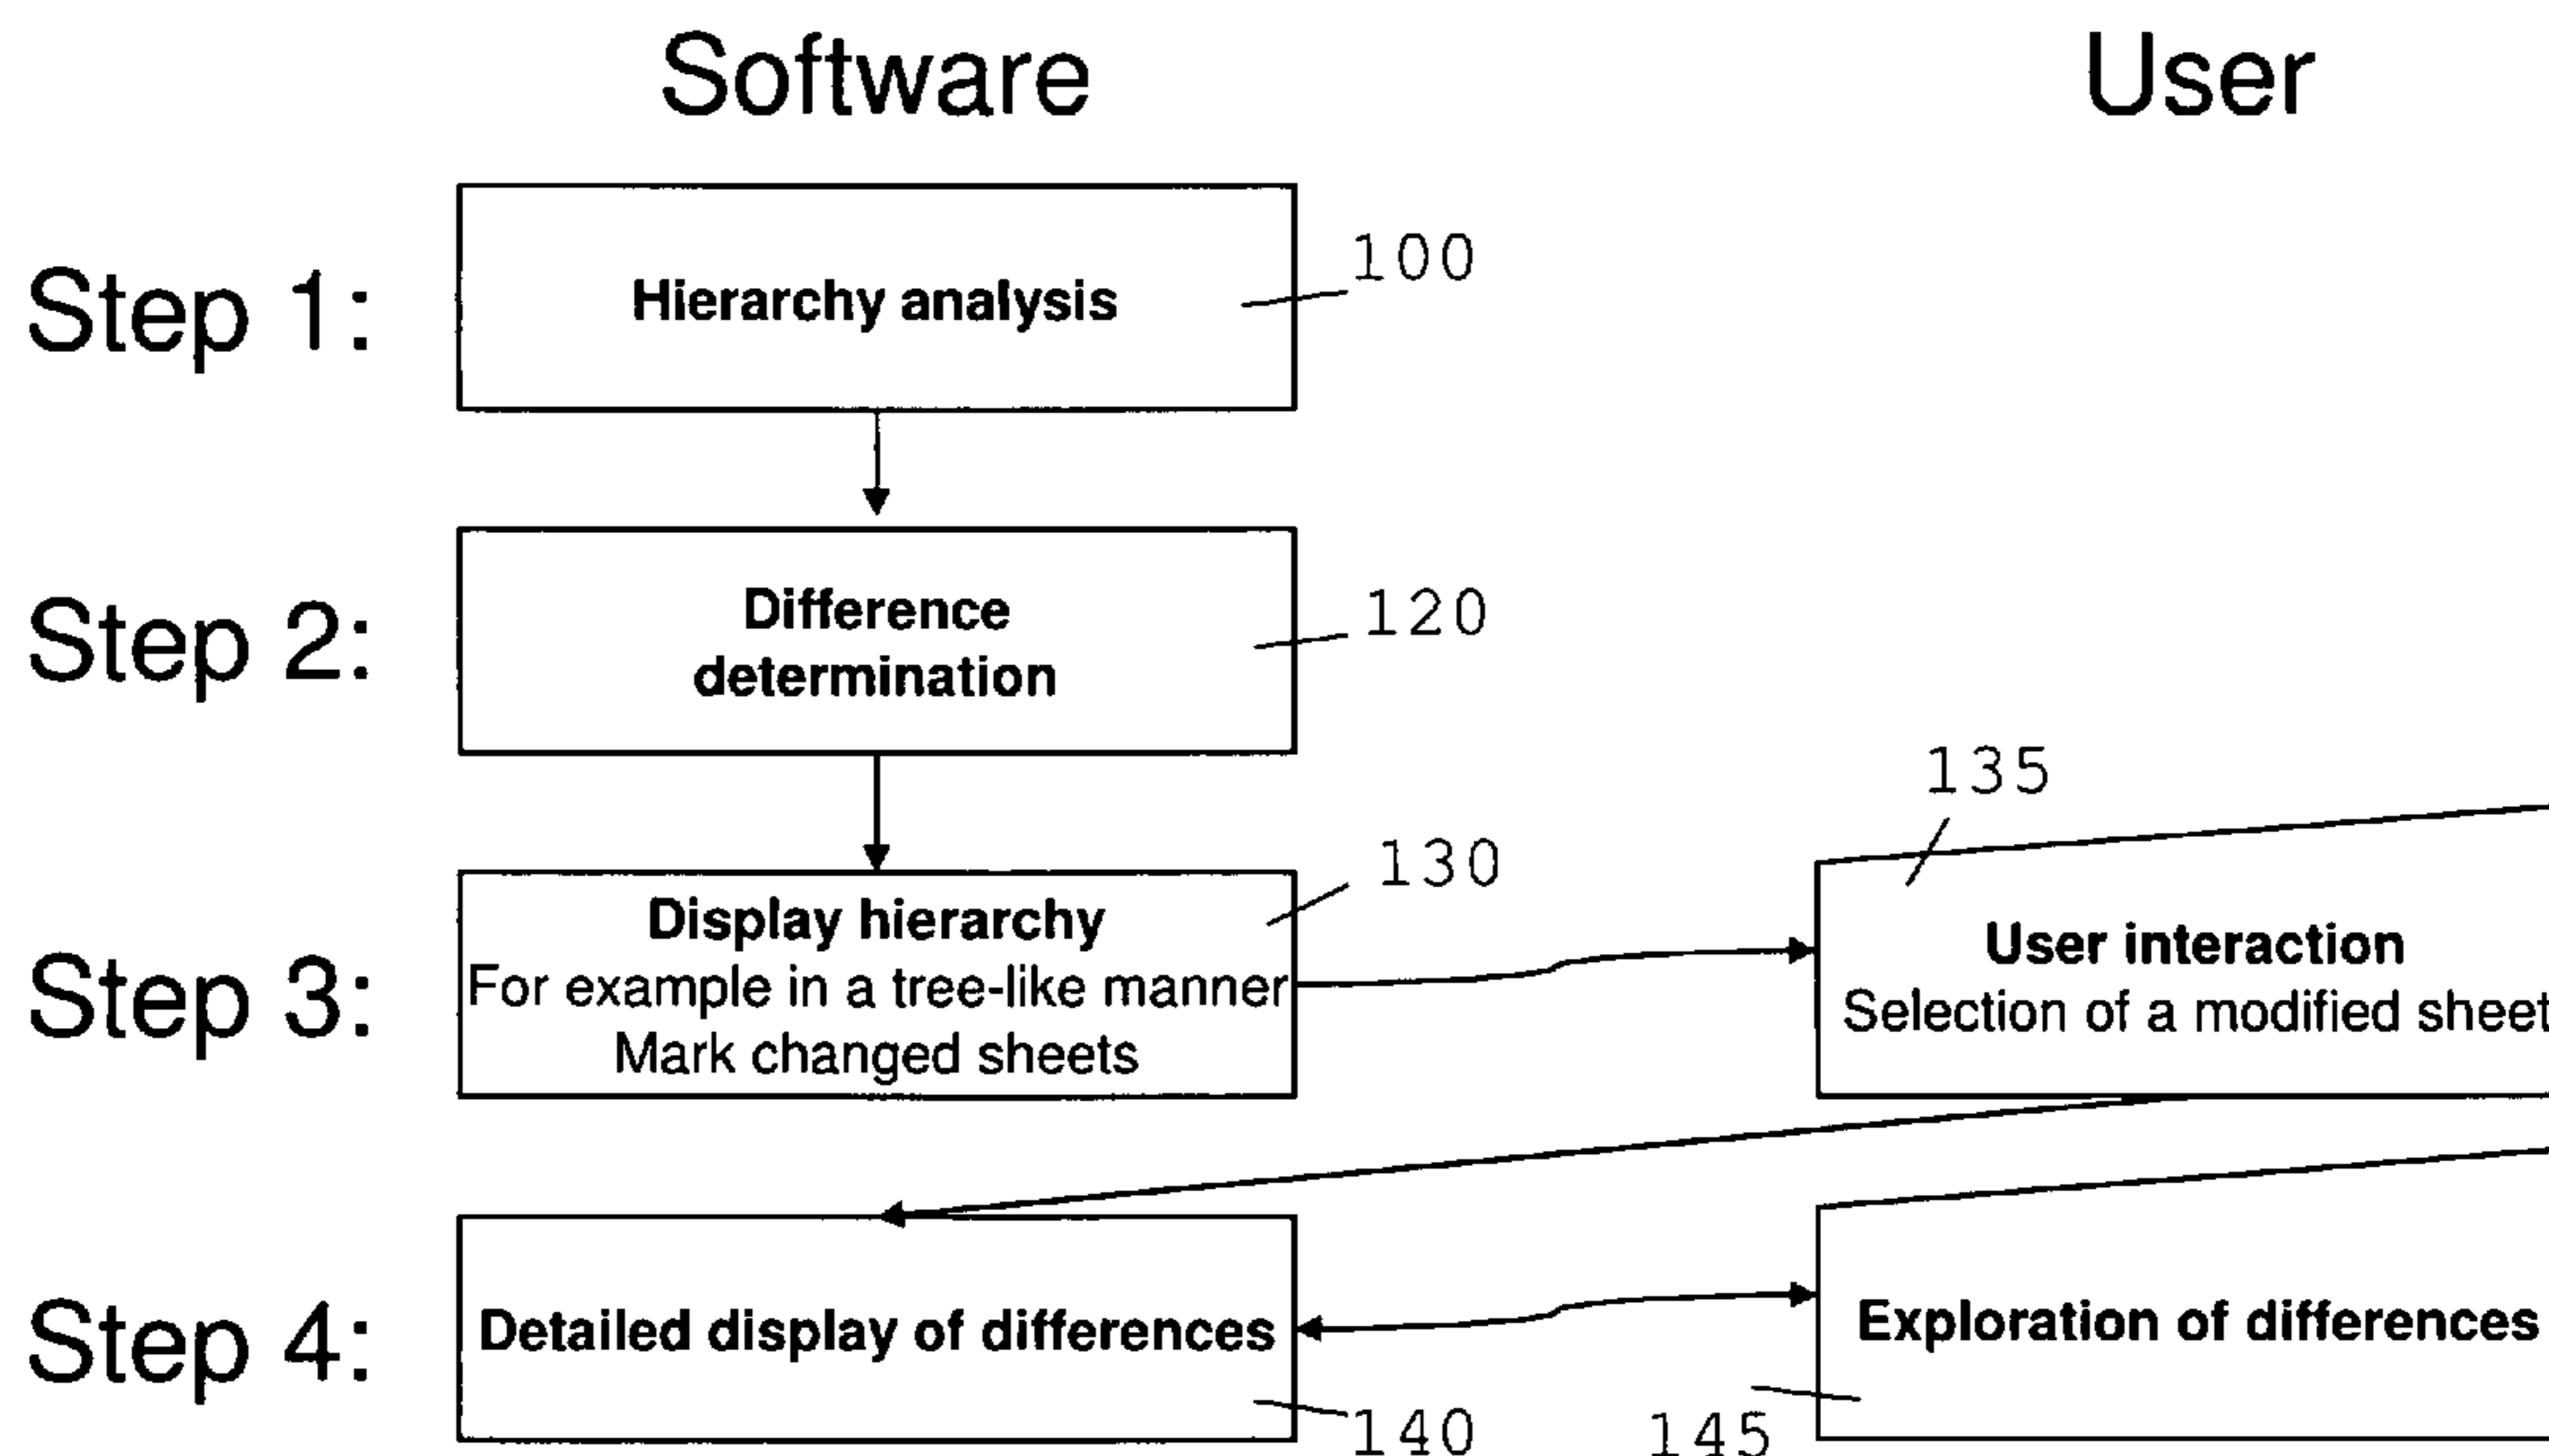 Software
User
Step 1:
Hierarchy analysis
100
Step 2:
Difference
determination
120
Step 3:
Display hierarchy
For example in a tree-like manner
Mark changed sheets
130
135
User interaction
Selection of a modified sheet
Step 4:
Detailed display of differences
140
145
Exploration of differences